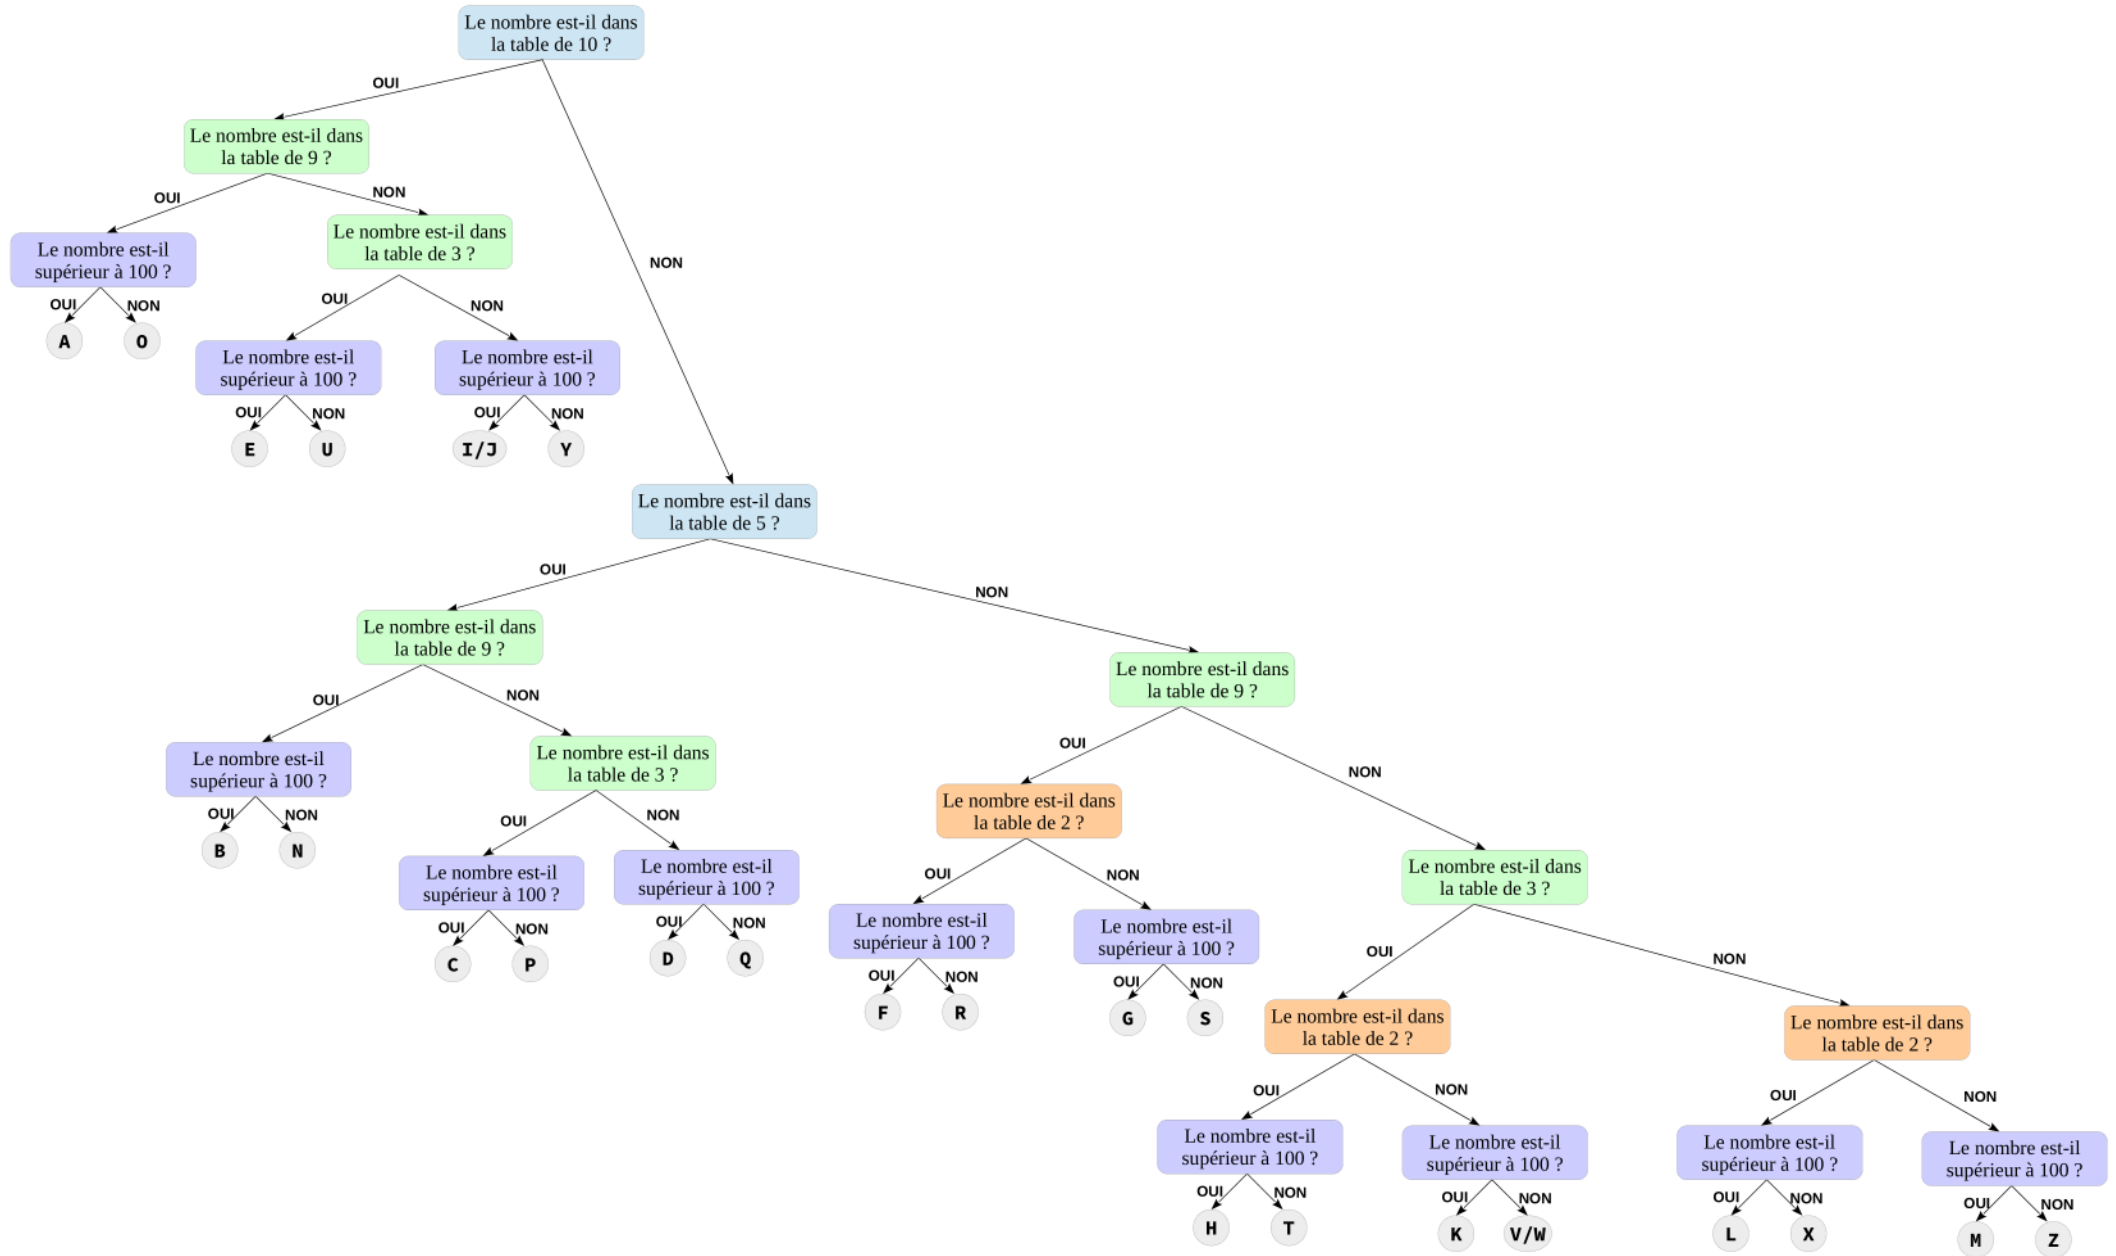 Le nombre est-il dans
la table de 10 ?
OUI
NON
Le nombre est-il dans
la table de 9 ?
OUI
NON
Le nombre est-il
supérieur à 100 ?
OUI
NON
A
O
Le nombre est-il dans
la table de 3 ?
OUI
NON
Le nombre est-il
supérieur à 100 ?
OUI
NON
E
U
Le nombre est-il
supérieur à 100 ?
OUI
NON
I/J
Y
Le nombre est-il dans
la table de 5 ?
OUI
NON
Le nombre est-il dans
la table de 9 ?
OUI
NON
Le nombre est-il
supérieur à 100 ?
OUI
NON
B
N
Le nombre est-il dans
la table de 3 ?
OUI
NON
Le nombre est-il
supérieur à 100 ?
OUI
NON
C
P
Le nombre est-il
supérieur à 100 ?
OUI
NON
D
Q
Le nombre est-il dans
la table de 9 ?
OUI
NON
Le nombre est-il dans
la table de 2 ?
OUI
NON
Le nombre est-il
supérieur à 100 ?
OUI
NON
F
R
Le nombre est-il
supérieur à 100 ?
OUI
NON
G
S
Le nombre est-il dans
la table de 3 ?
OUI
NON
Le nombre est-il dans
la table de 2 ?
OUI
NON
Le nombre est-il
supérieur à 100 ?
OUI
NON
H
T
Le nombre est-il
supérieur à 100 ?
OUI
NON
K
V/W
Le nombre est-il dans
la table de 2 ?
OUI
NON
Le nombre est-il
supérieur à 100 ?
OUI
NON
L
X
Le nombre est-il
supérieur à 100 ?
OUI
NON
M
Z